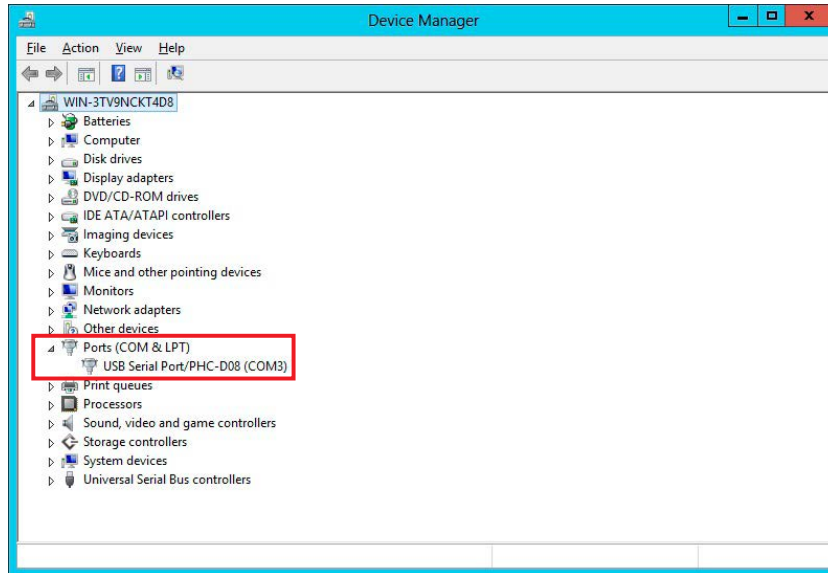 Device Manager
x
File Action View Help
?
WIN-3TV9NCKT4D8
Batteries
Computer
Disk drives
Display adapters
DVD/CD-ROM drives
IDE ATA/ATAPI controllers
Imaging devices
Keyboards
Mice and other pointing devices
Monitors
Network adapters
Other devices
Ports (COM & LPT)
USB Serial Port/PHC-D08 (COM3)
Print queues
Processors
Sound, video and game controllers
Storage controllers
System devices
Universal Serial Bus controllers